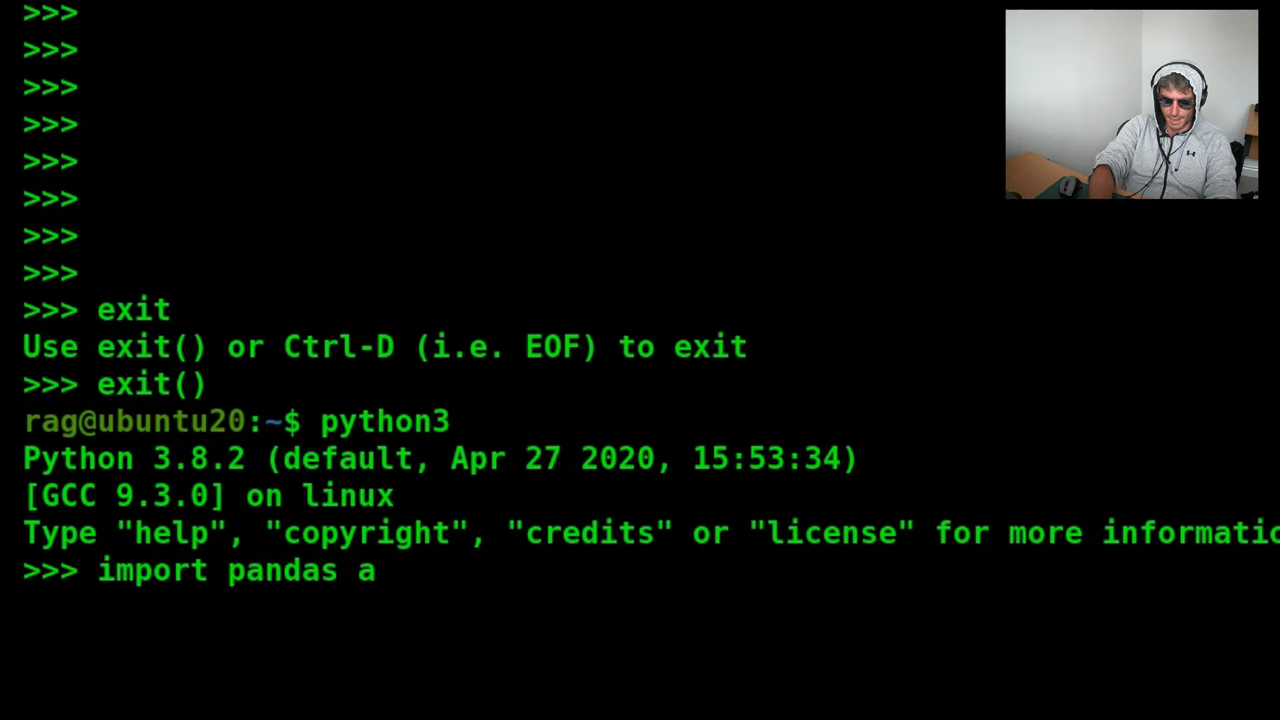 >>>
>>>
>>>
>>>
>>>
>>>
>>>
>>>
>>> exit
Use exit() or Ctrl-D (i.e. EOF) to exit
>>> exit()
rag@ubuntu20:~$ python3
Python 3.8.2 (default, Apr 27 2020, 15:53:34)
[GCC 9.3.0] on linux
Type "help", "copyright", "credits" or "license" for more informatio
>>> import pandas a